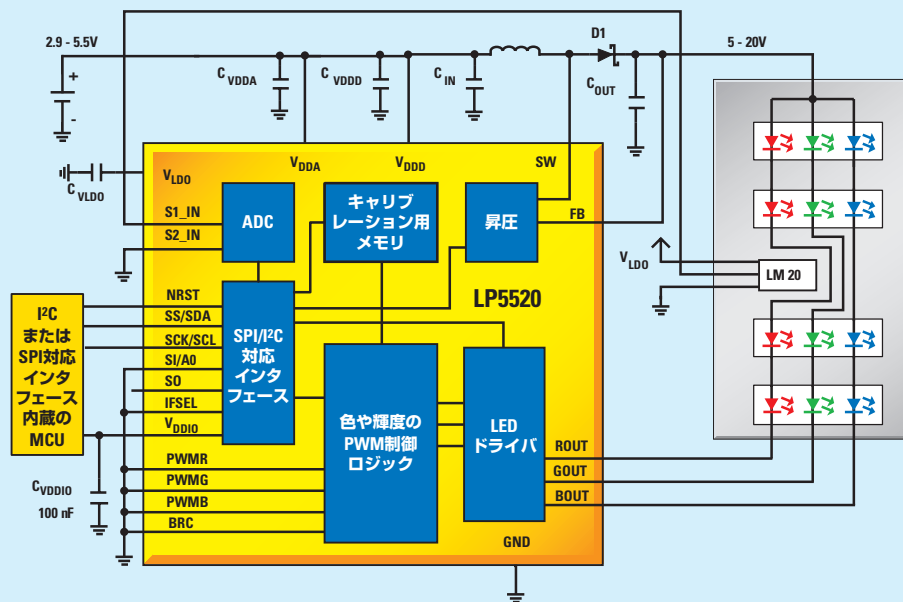 2.9 - 5.5V
D1
5 - 20V
C VDDA
C VDDD
C IN
C OUT
+
-
C VLDO
VLDO
VDDA
VDDD
SW
S1_IN
S2_IN
ADC
キャリブ
レーション用
メモリ
昇圧
FB
LP5520
VLDO
LM 20
I²C
または
SPI対応
インタ
フェース
内蔵の
MCU
NRST
SS/SDA
SCK/SCL
SI/A0
SO
IFSEL
VDDIO
SPI/I²C
対応
インタ
フェース
色や輝度の
PWM制御
ロジック
LED
ドライバ
ROUT
GOUT
BOUT
PWMR
PWMG
PWMB
BRC
CVDDIO
100 nF
GND